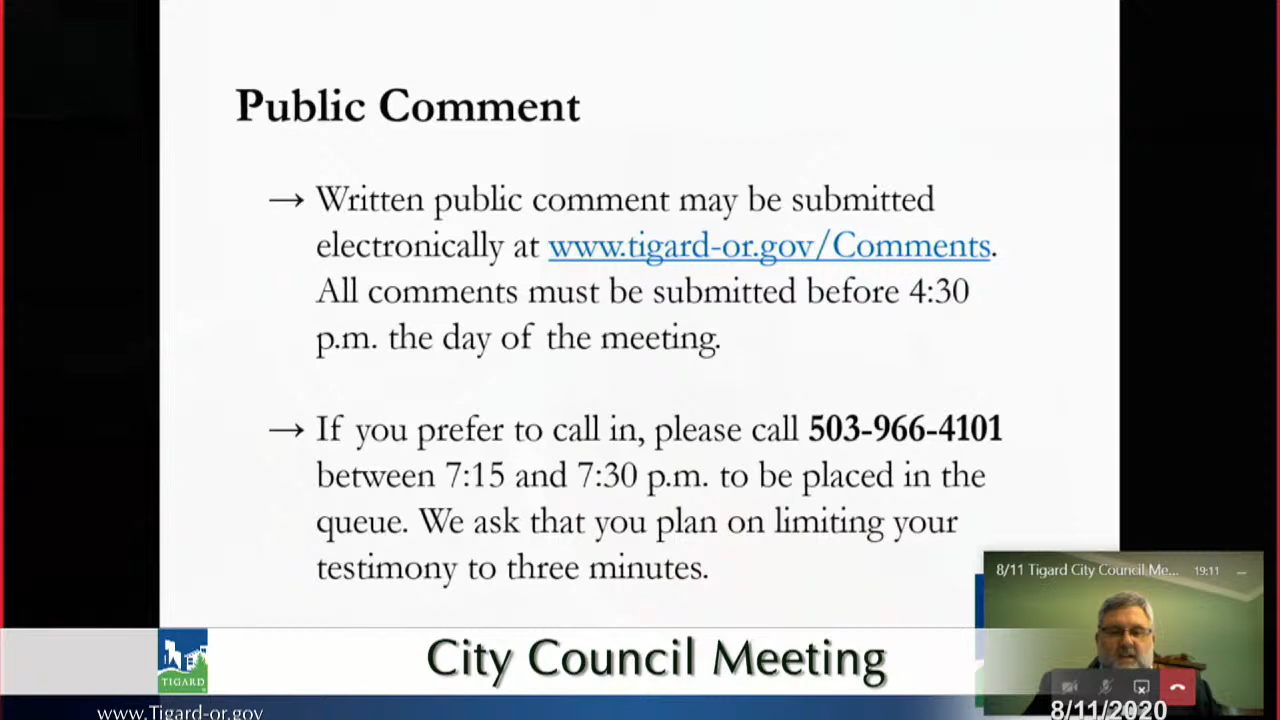 Public Comment
→ Written public comment may be submitted
electronically at www.tigard-or.gov/Comments.
All comments must be submitted before 4:30
p.m. the day of the meeting.
→ If you prefer to call in, please call 503-966-4101
between 7:15 and 7:30 p.m. to be placed in the
queue. We ask that you plan on limiting your
testimony to three minutes.
8/11 Tigard City Council Me... 19:11
TIGARD
City Council Meeting
www.Tigard-or.gov
8/11/2020